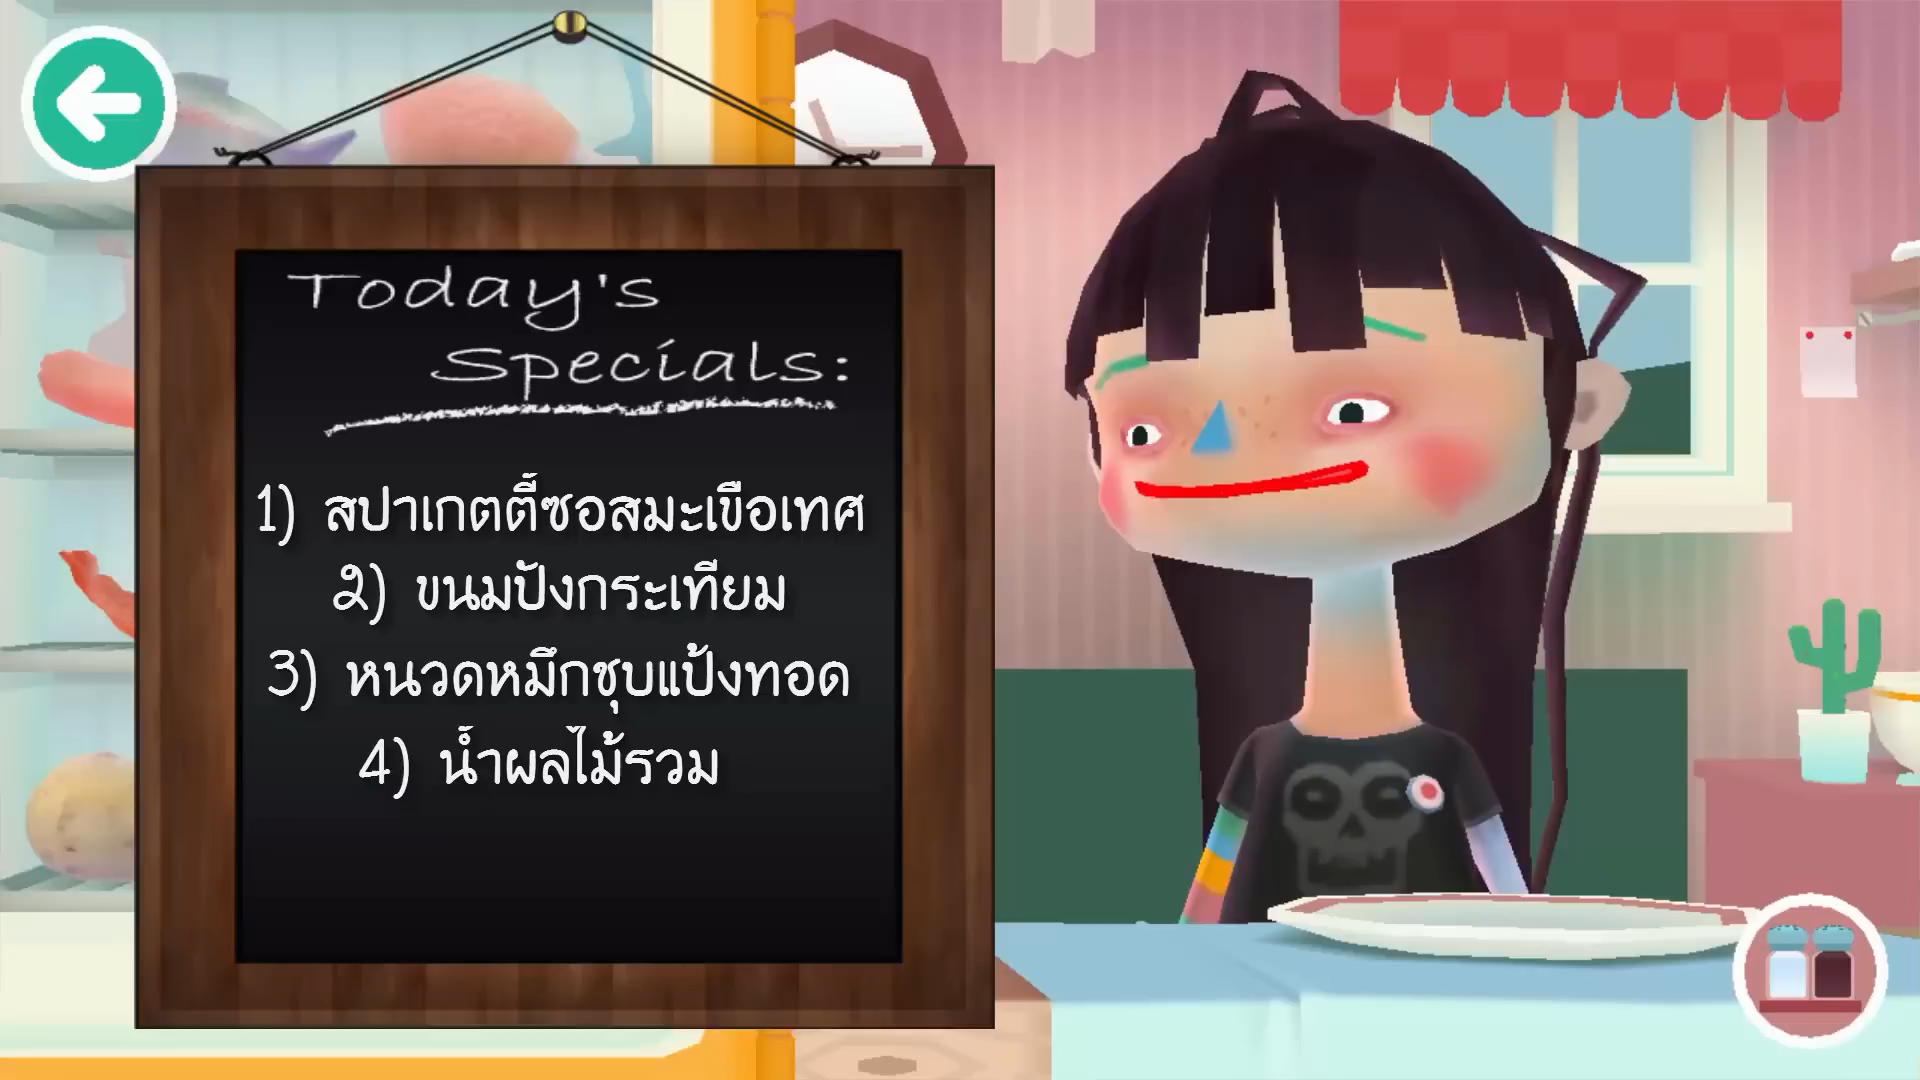 Today's
Specials:
1) สปาเกตตี้ซอสมะเขือเทศ
2) ขนมปังกระเทียม
3) หนวดหมึกชุบแป้งทอด
4) น้ำผลไม้รวม